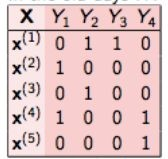 X Y₁ Y₂ Y₃ Y₄
x⁽¹⁾ 0 1 1 0
x⁽²⁾ 1 0 0 0
x⁽³⁾ 0 1 0 0
x⁽⁴⁾ 1 0 0 1
x⁽⁵⁾ 0 0 0 1